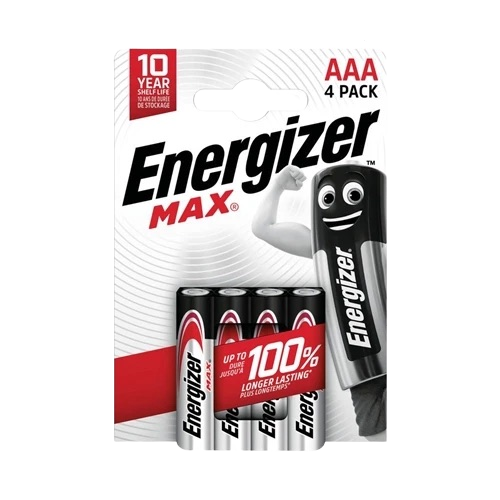 10
YEAR
SHELF LIFE
10 ANS DE DURÉE
DE STOCKAGE
AAA
4 PACK
Energizer™
MAX®
Energizer
Energizer
MAX
UP TO
DURE
JUSQU'À
100%
LONGER LASTING*
PLUS LONGTEMPS*